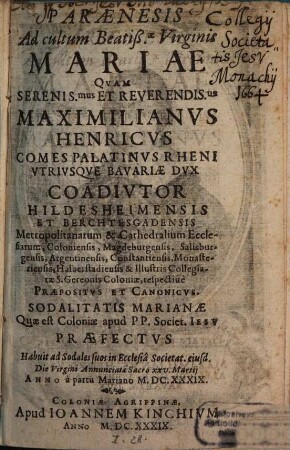 PARÆNESIS
Collegij
Societa
tis Jesu
Monachij
1664
Ad cultum Beatiß.æ Virginis
MARIAE
QVAM
SERENIS.mus ET REVERENDIS.us
MAXIMILIANVS
HENRICVS
COMES PALATINVS RHENI
VTRIVSQVE BAVARIÆ DVX
COADIVTOR
HILDESHEIMENSIS
ET BERCHTESGADENSIS
Metropolitanarum & Cathedralium Eccle-
siarum, Coloniensis, Magdeburgensis, Salisbur-
gensis, Argentinensis, Constantiensis, Monaste-
riensis, Halberstadiensis & Illustris Collegia-
tæ S. Gereonis Coloniæ, respectiuè
PRÆPOSITVS ET CANONICVS.
SODALITATIS MARIANÆ
Quæ est Coloniæ apud PP. Societ. IESV
PRÆFECTVS
Habuit ad Sodales suos in Ecclesiâ Societat. eiusd.
Die Virgini Annunciatæ Sacro XXV. Martij
ANNO à partu Mariano M. DC. XXXIX.
COLONIÆ AGRIPPINÆ,
Apud IOANNEM KINCHIVM
ANNO M.DC.XXXIX.